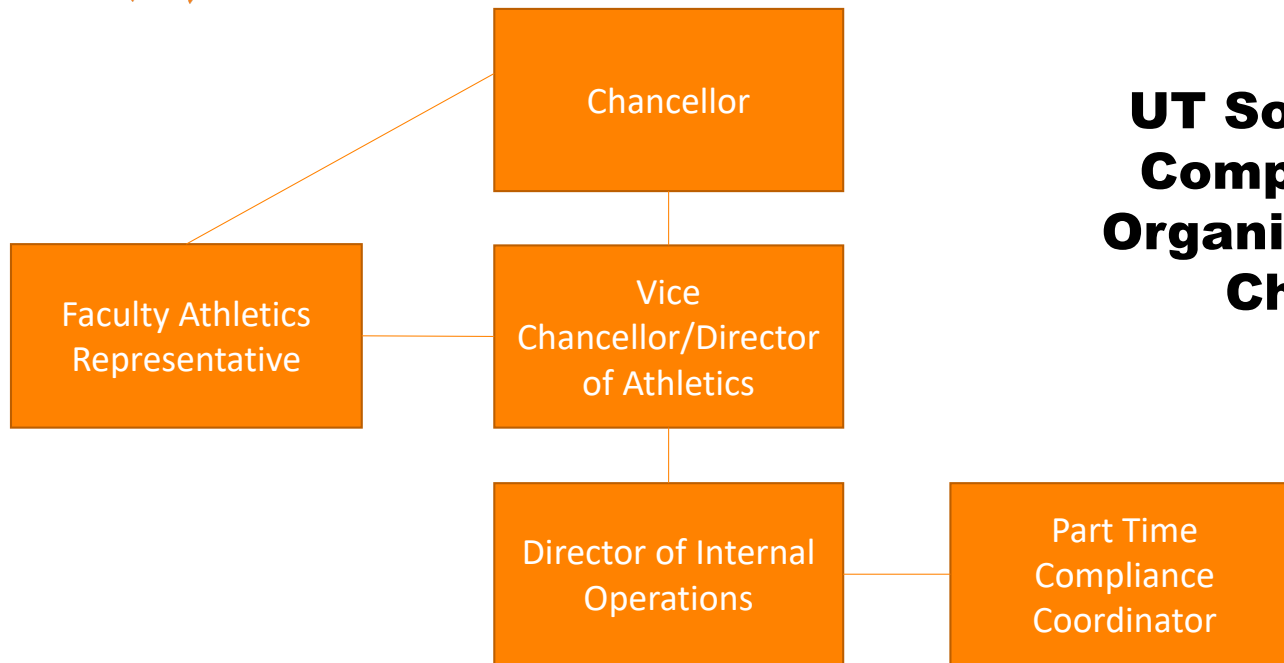 Chancellor
UT So
Comp
Organi
Ch
Faculty Athletics
Representative
Vice
Chancellor/Director
of Athletics
Director of Internal
Operations
Part Time
Compliance
Coordinator